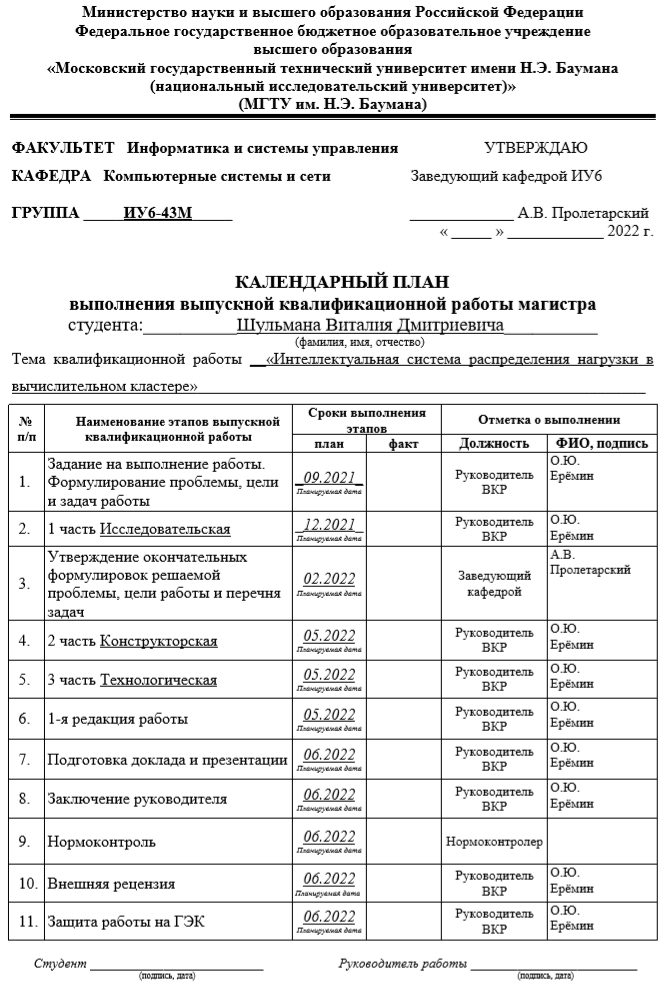 Министерство науки и высшего образования Российской Федерации
Федеральное государственное бюджетное образовательное учреждение
высшего образования
«Московский государственный технический университет имени Н.Э. Баумана
(национальный исследовательский университет)»
(МГТУ им. Н.Э. Баумана)
ФАКУЛЬТЕТ Информатика и системы управления УТВЕРЖДАЮ
КАФЕДРА Компьютерные системы и сети Заведующий кафедрой ИУ6
ГРУППА ИУ6-43М ______________ А.В. Пролетарский
« _____ » _____________ 2022 г.
КАЛЕНДАРНЫЙ ПЛАН
выполнения выпускной квалификационной работы магистра
студента: Шульмана Виталия Дмитриевича
(фамилия, имя, отчество)
Тема квалификационной работы «Интеллектуальная система распределения нагрузки в
вычислительном кластере»
№ п/п
Наименование этапов выпускной
квалификационной работы
Сроки выполнения
этапов
план факт
Отметка о выполнении
Должность ФИО, подпись
1.
Задание на выполнение работы.
Формулирование проблемы, цели
и задач работы
09.2021
Планируемая дата
Руководитель
ВКР
О.Ю.
Ерёмин
2. 1 часть Исследовательская
12.2021
Планируемая дата
Руководитель
ВКР
О.Ю.
Ерёмин
3.
Утверждение окончательных
формулировок решаемой
проблемы, цели работы и перечня
задач
02.2022
Планируемая дата
Заведующий
кафедрой
А.В.
Пролетарский
4. 2 часть Конструкторская
05.2022
Планируемая дата
Руководитель
ВКР
О.Ю.
Ерёмин
5. 3 часть Технологическая
05.2022
Планируемая дата
Руководитель
ВКР
О.Ю.
Ерёмин
6. 1-я редакция работы
05.2022
Планируемая дата
Руководитель
ВКР
О.Ю.
Ерёмин
7. Подготовка доклада и презентации
06.2022
Планируемая дата
Руководитель
ВКР
О.Ю.
Ерёмин
8. Заключение руководителя
06.2022
Планируемая дата
Руководитель
ВКР
О.Ю.
Ерёмин
9. Нормоконтроль
06.2022
Планируемая дата
Нормоконтролер
10. Внешняя рецензия
06.2022
Планируемая дата
Руководитель
ВКР
О.Ю.
Ерёмин
11. Защита работы на ГЭК
06.2022
Планируемая дата
Руководитель
ВКР
О.Ю.
Ерёмин
Студент ________________________ Руководитель работы ________________________
(подпись, дата) (подпись, дата)